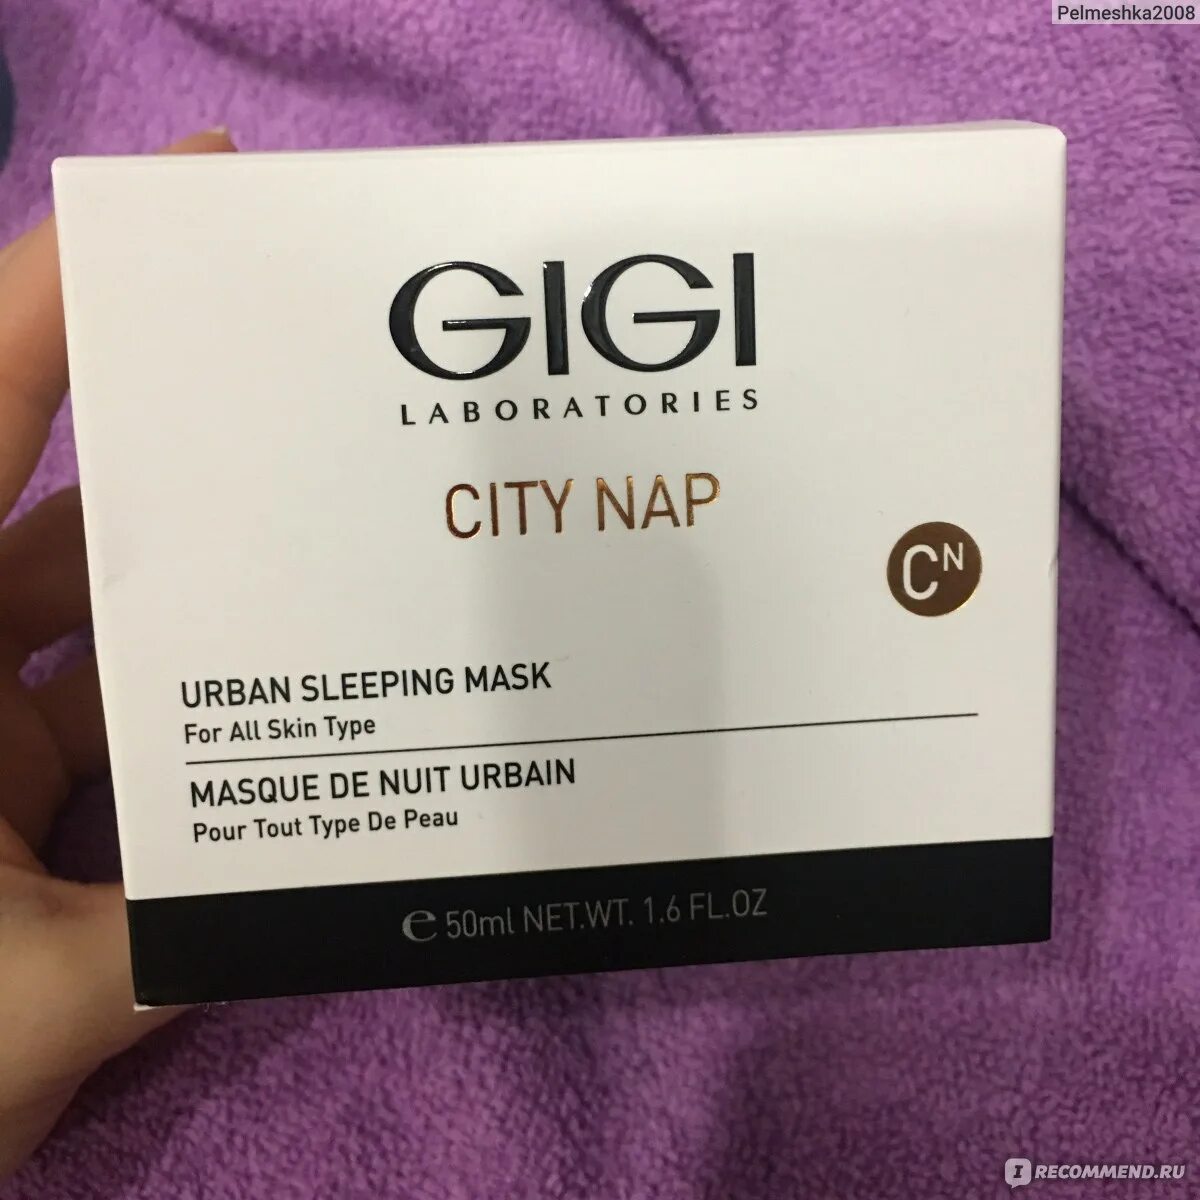 Pelmeshka2008
GIGI
LABORATORIES
CITY NAP
CN
URBAN SLEEPING MASK
For All Skin Type
MASQUE DE NUIT URBAIN
Pour Tout Type De Peau
℮ 50ml NET.WT. 1.6 FL.OZ
I RECOMMEND.RU